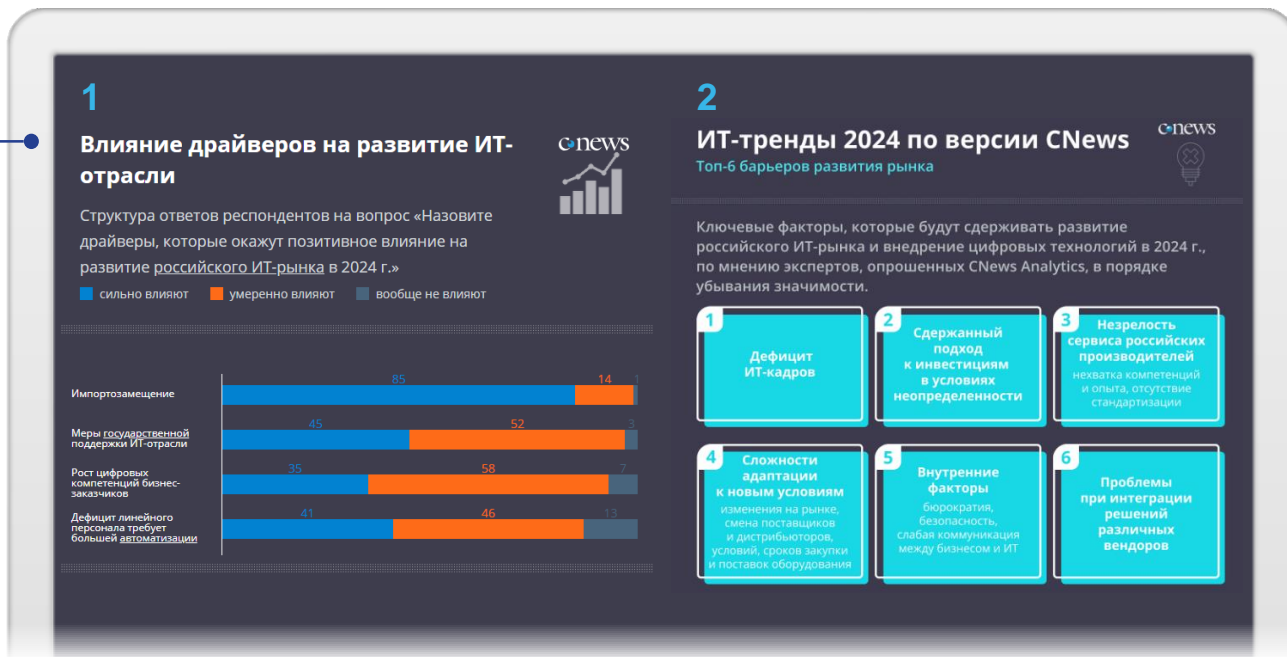 1
Влияние драйверов на развитие ИТ-
отрасли
cnews
Структура ответов респондентов на вопрос «Назовите
драйверы, которые окажут позитивное влияние на
развитие российского ИТ-рынка в 2024 г.»
сильно влияют умеренно влияют вообще не влияют
85 14 1
Импортозамещение
45 52 3
Меры государственной
поддержки ИТ-отрасли
35 58 7
Рост цифровых
компетенций бизнес-
заказчиков
41 46 13
Дефицит линейного
персонала требует
большей автоматизации
2
ИТ-тренды 2024 по версии CNews
cnews
Топ-6 барьеров развития рынка
Ключевые факторы, которые будут сдерживать развитие
российского ИТ-рынка и внедрение цифровых технологий в 2024 г.,
по мнению экспертов, опрошенных CNews Analytics, в порядке
убывания значимости.
1
Дефицит
ИТ-кадров
2
Сдержанный
подход
к инвестициям
в условиях
неопределенности
3
Незрелость
сервиса российских
производителей
нехватка компетенций
и опыта, отсутствие
стандартизации
4
Сложности
адаптации
к новым условиям
изменения на рынке,
смена поставщиков
и дистрибьюторов,
условий, сроков закупки
и поставок оборудования
5
Внутренние
факторы
бюрократия,
безопасность,
слабая коммуникация
между бизнесом и ИТ
6
Проблемы
при интеграции
решений
различных
вендоров